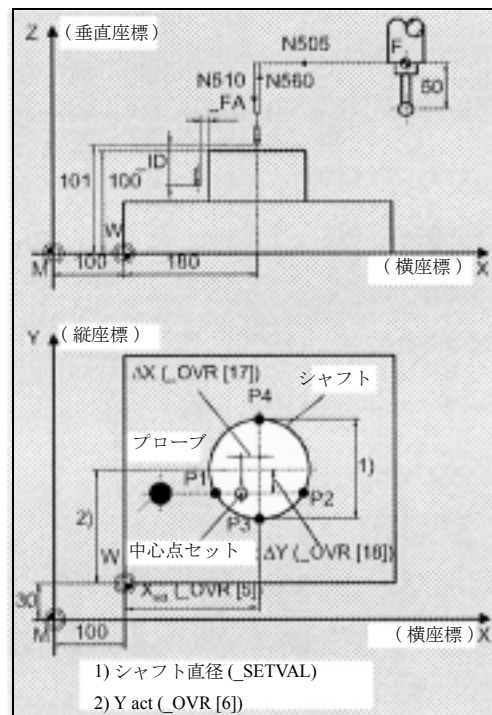 Z (垂直座標)
N505
F
N510 N560
_FA
50
_ID
101 100
W
M 100 180 (横座標) X
Y (縦座標)
ΔX (_OVR [17])
シャフト
P4
プローブ
1)
P1 P2
2)
P3
中心点セット
ΔY (_OVR [18])
W
(_OVR [5])
30
M 100 (横座標) X
1) シャフト直径 (_SETVAL)
2) Y act (_OVR [6])